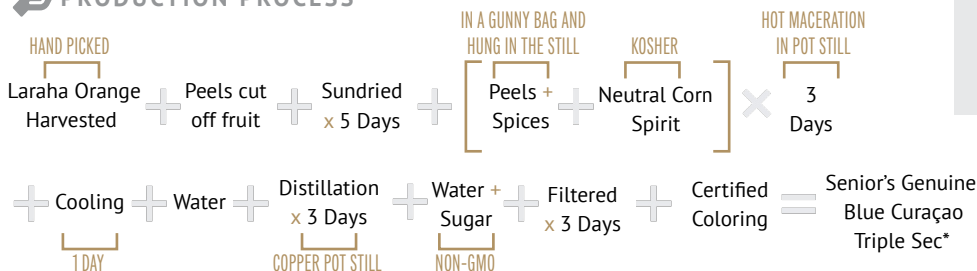 PRODUCTION PROCESS
IN A GUNNY BAG AND
HUNG IN THE STILL
HOT MACERATION
IN POT STILL
HAND PICKED
KOSHER
Laraha Orange
Harvested
+
Peels cut
off fruit
+
Sundried
x 5 Days
+
[
Peels +
Spices
+
Neutral Corn
Spirit
]
×
3
Days
+
Cooling
1 DAY
+
Water
+
Distillation
x 3 Days
COPPER POT STILL
+
Water +
Sugar
NON-GMO
+
Filtered
x 3 Days
+
Certified
Coloring
=
Senior's Genuine
Blue Curaçao
Triple Sec*